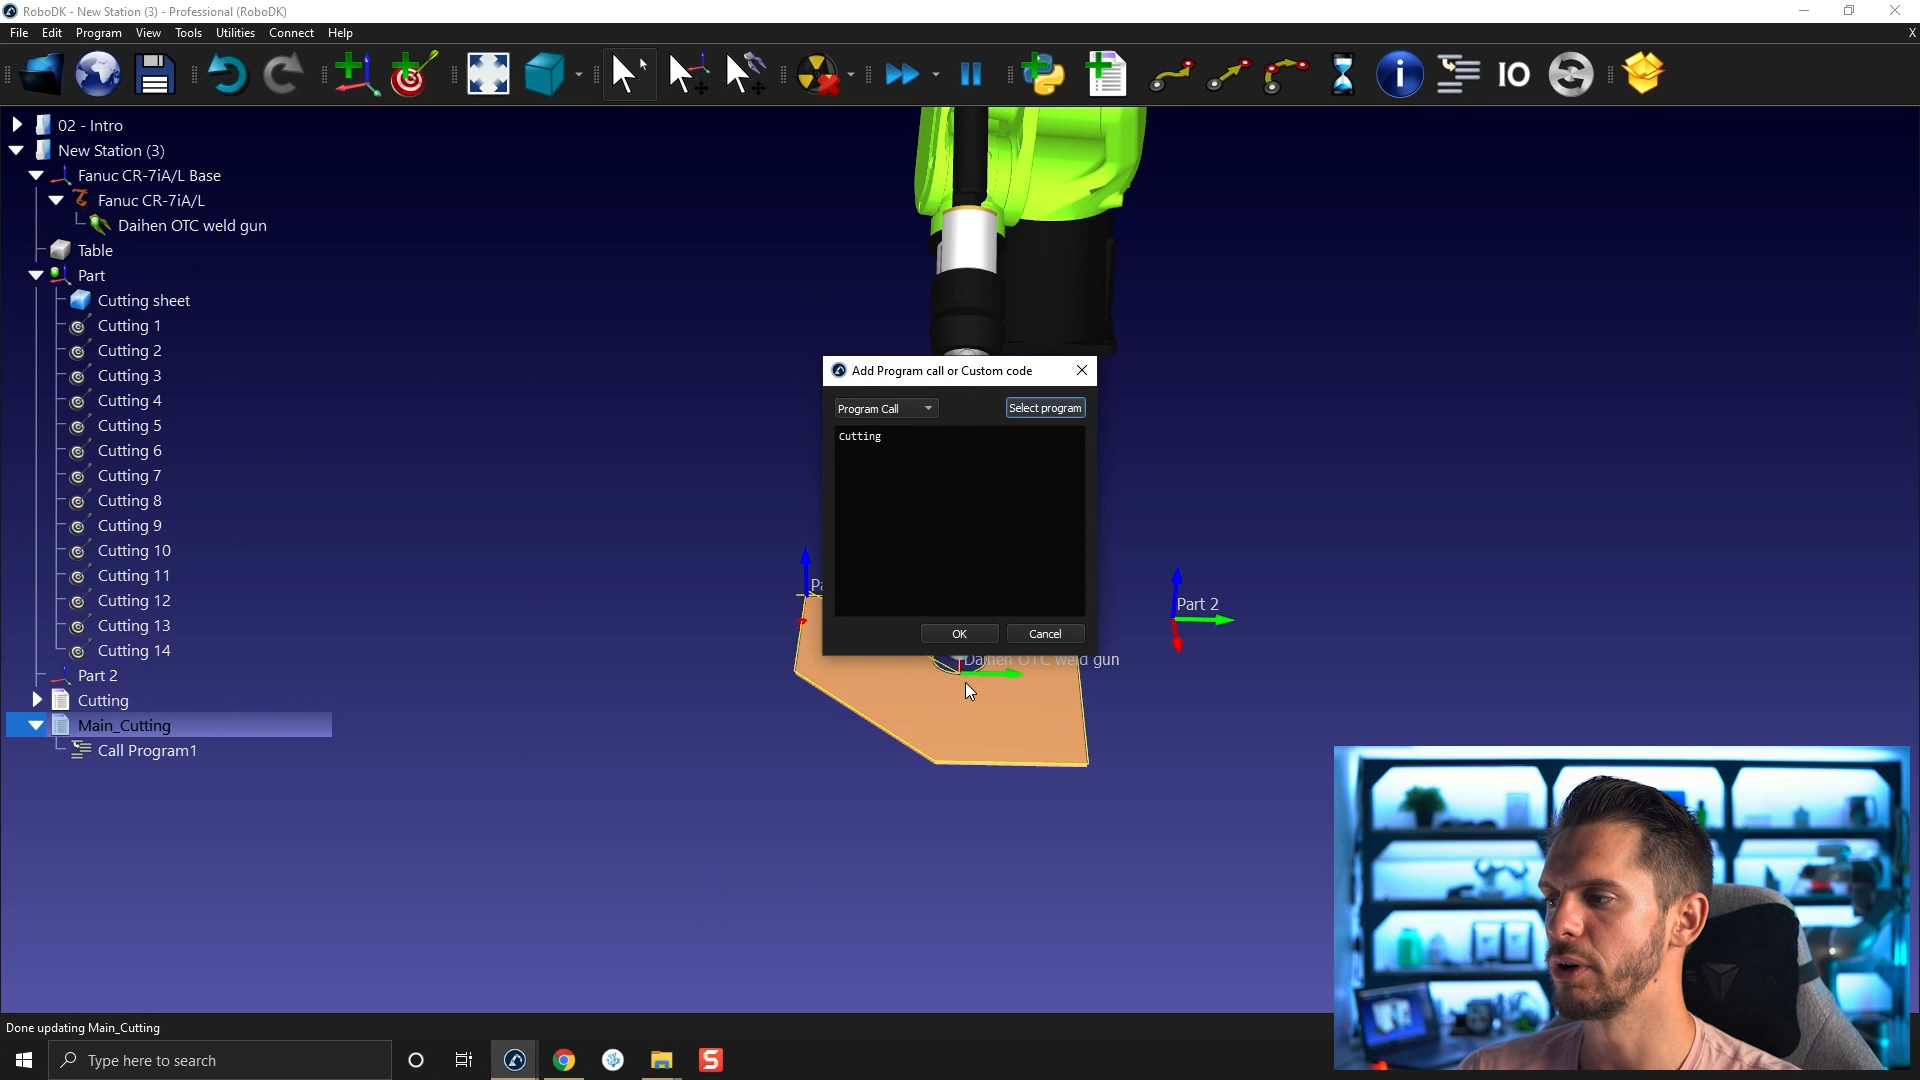 RoboDK - New Station (3) - Professional (RoboDK)
File Edit Program View Tools Utilities Connect Help X
IO
02 - Intro
New Station (3)
Fanuc CR-7iA/L Base
Fanuc CR-7iA/L
Daihen OTC weld gun
Table
Part
Cutting sheet
Cutting 1
Cutting 2
Cutting 3
Cutting 4
Cutting 5
Cutting 6
Cutting 7
Cutting 8
Cutting 9
Cutting 10
Cutting 11
Cutting 12
Cutting 13
Cutting 14
Part 2
Cutting
Main_Cutting
Call Program1
Add Program call or Custom code
Program Call Select program
Cutting
OK Cancel
Pa
Part 2
Daihen OTC weld gun
Done updating Main_Cutting
Type here to search
S